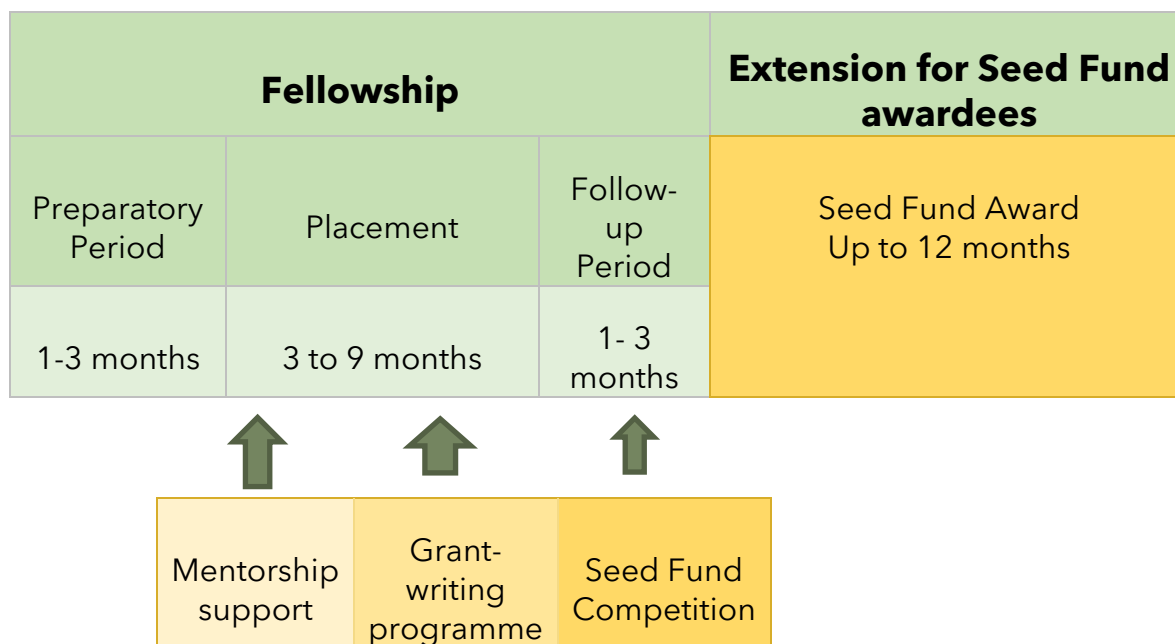 Fellowship
Extension for Seed Fund
awardees
Preparatory
Period
Placement
Follow-
up
Period
Seed Fund Award
Up to 12 months
1-3 months
3 to 9 months
1- 3
months
Mentorship
support
Grant-
writing
programme
Seed Fund
Competition